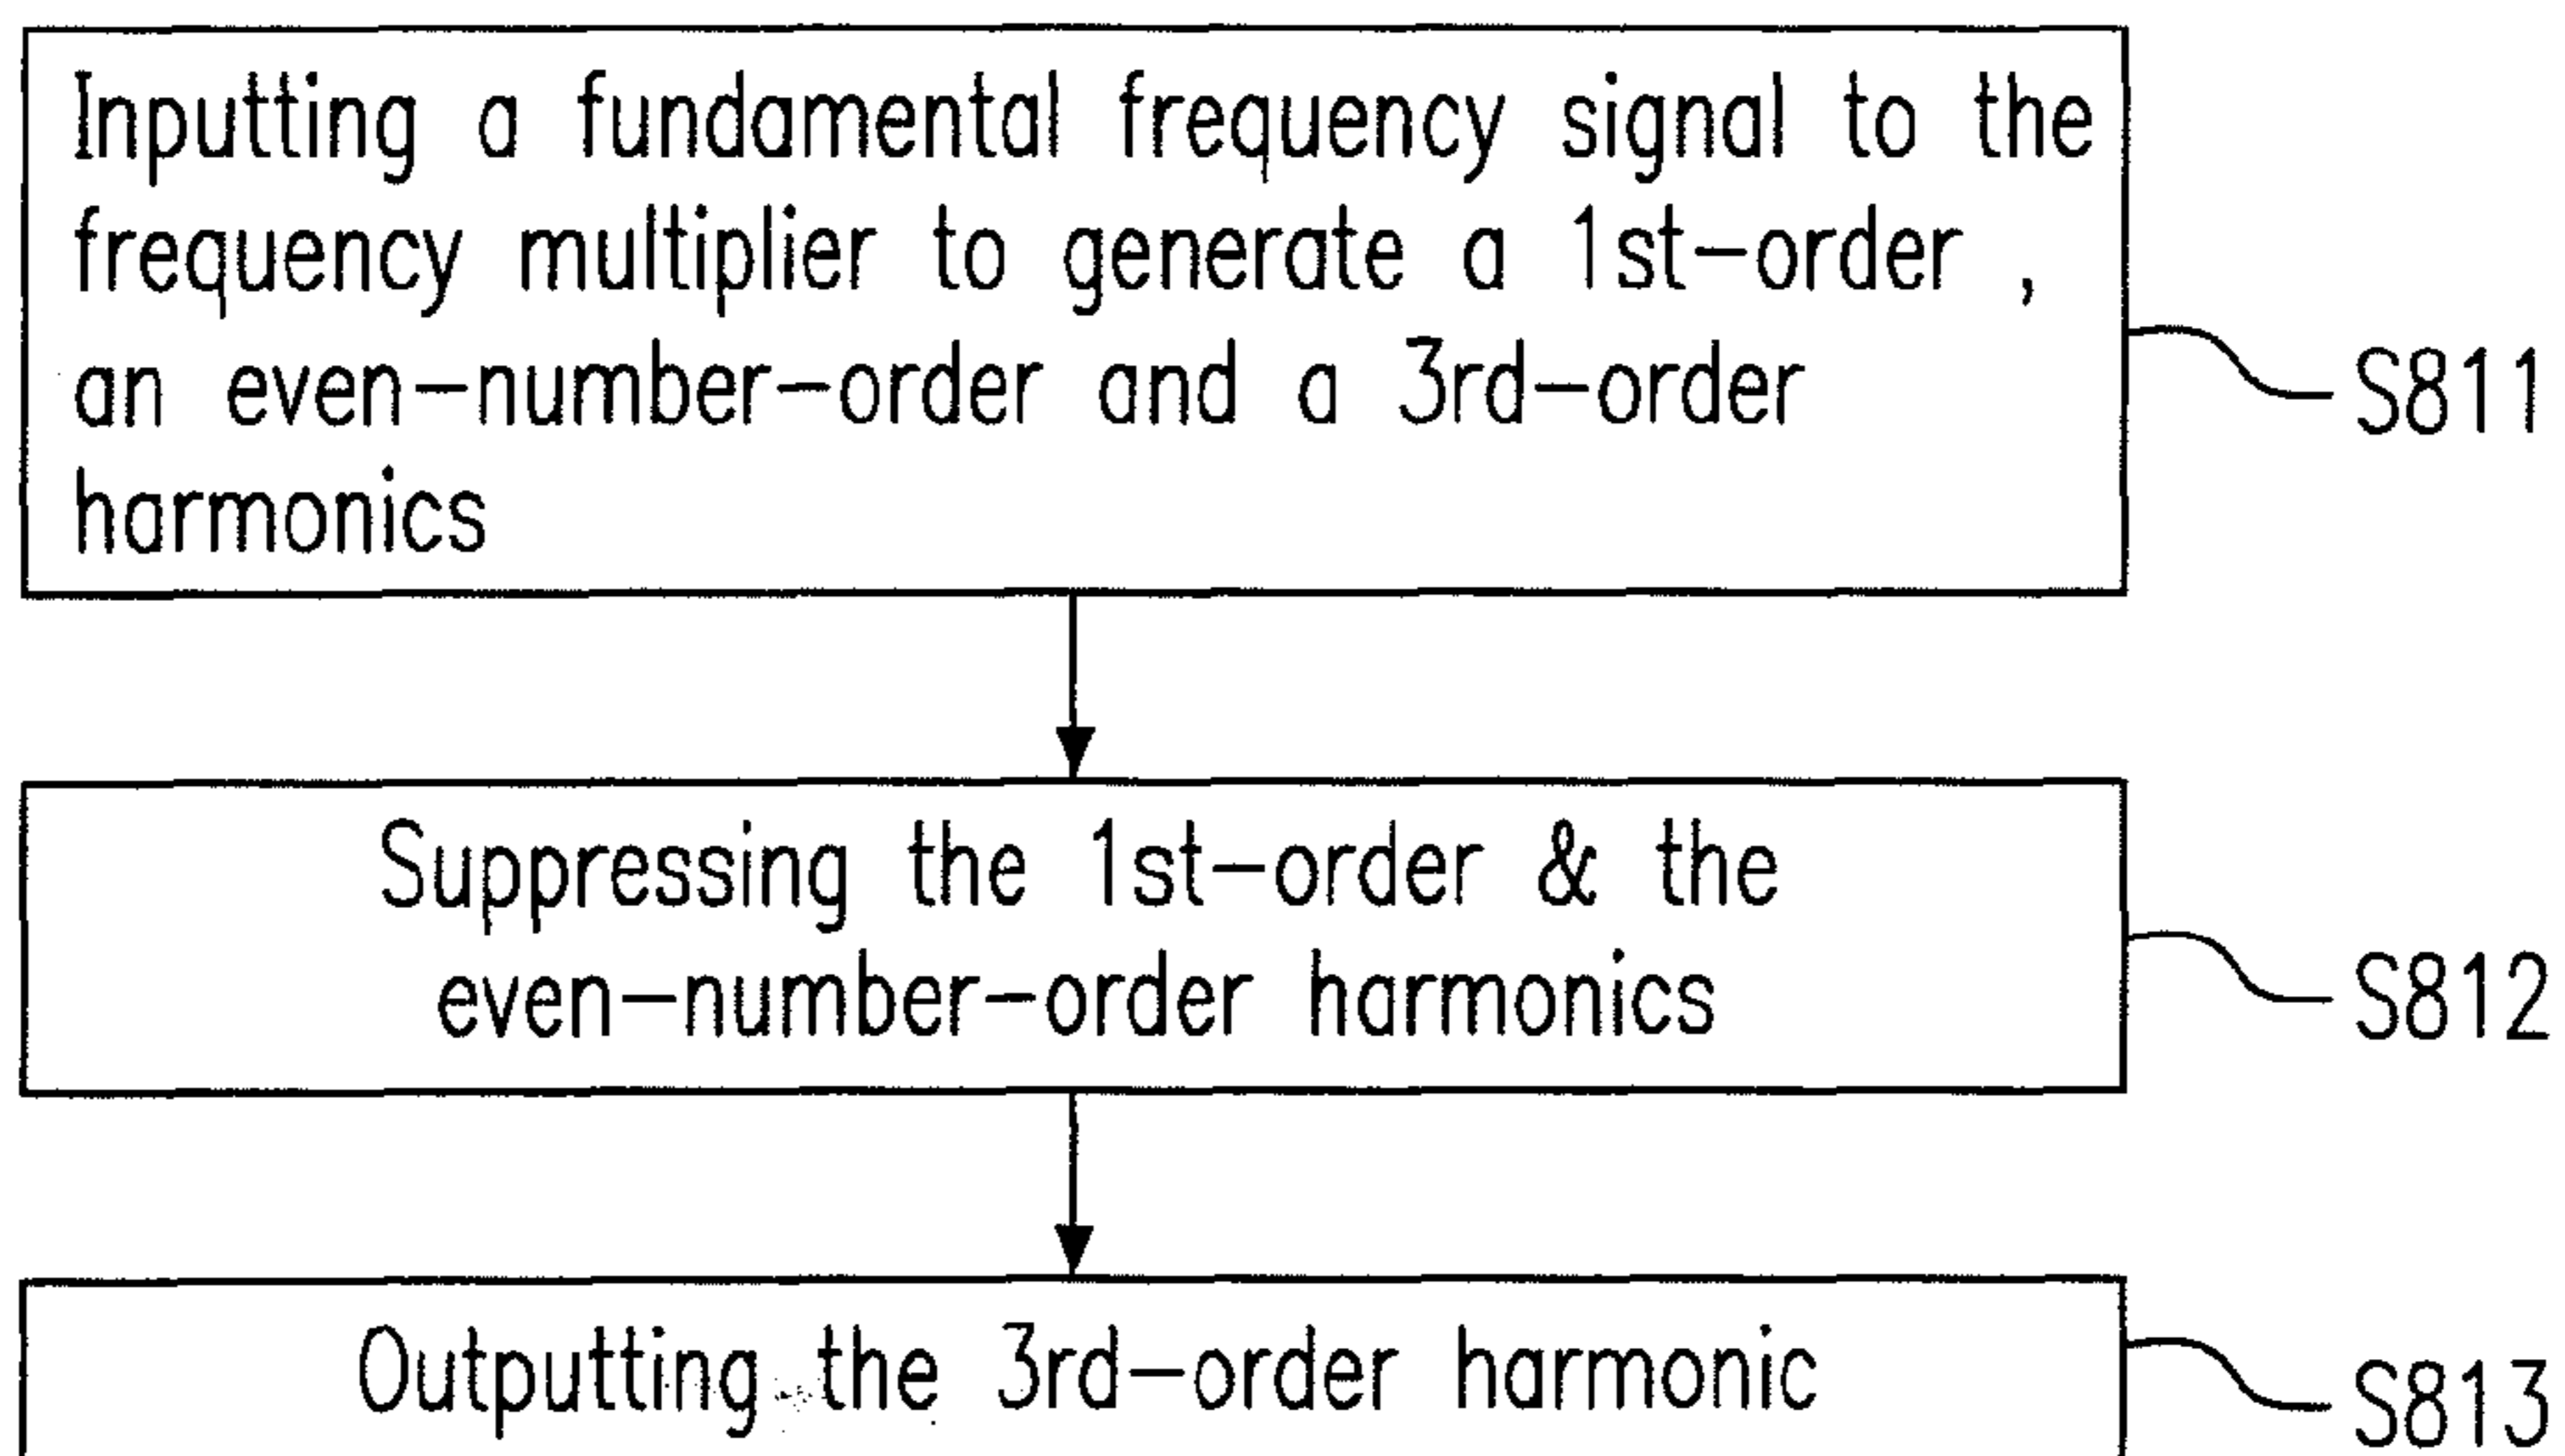 Inputting a fundamental frequency signal to the
frequency multiplier to generate a 1st-order ,
an even-number-order and a 3rd-order
harmonics
S811
Suppressing the 1st-order & the
even-number-order harmonics
S812
Outputting the 3rd-order harmonic
S813